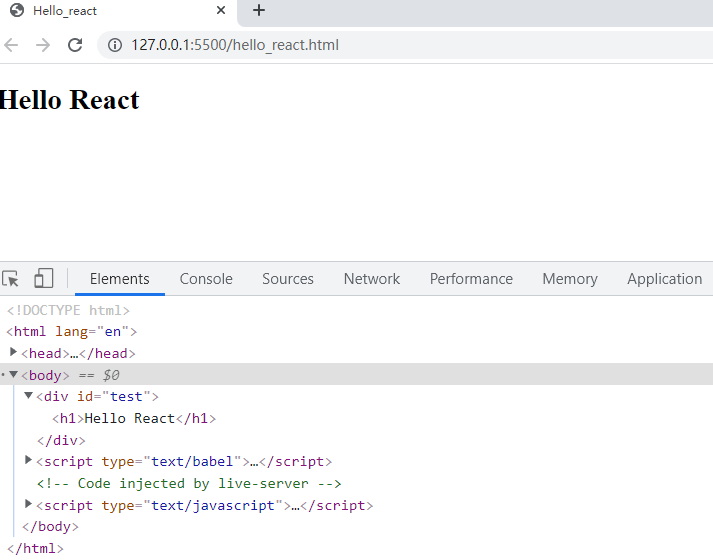 Hello_react
127.0.0.1:5500/hello_react.html
Hello React
Elements Console Sources Network Performance Memory Application
<!DOCTYPE html>
<html lang="en">
<head>…</head>
<body> == $0
<div id="test">
<h1>Hello React</h1>
</div>
<script type="text/babel">…</script>
<!-- Code injected by live-server -->
<script type="text/javascript">…</script>
</body>
</html>